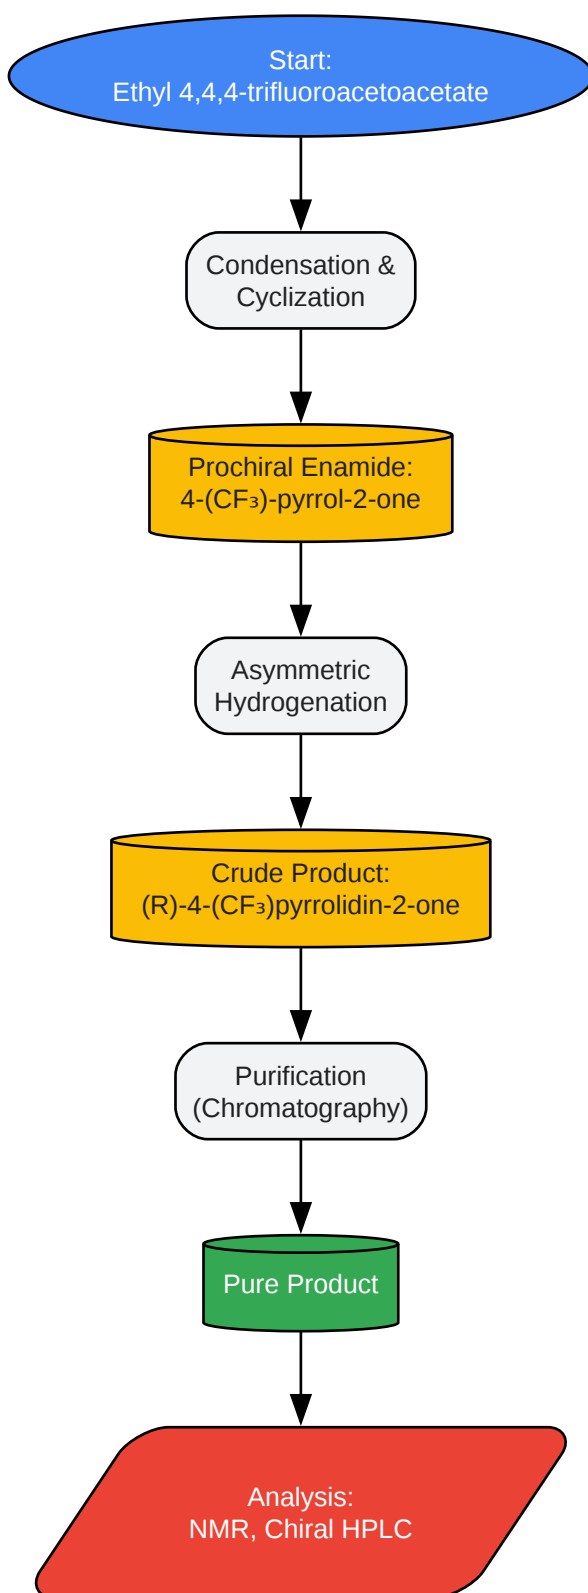 Start:
Ethyl 4,4,4-trifluoroacetoacetate
Condensation &
Cyclization
Prochiral Enamide:
4-(CF₃)-pyrrol-2-one
Asymmetric
Hydrogenation
Crude Product:
(R)-4-(CF₃)pyrrolidin-2-one
Purification
(Chromatography)
Pure Product
Analysis:
NMR, Chiral HPLC